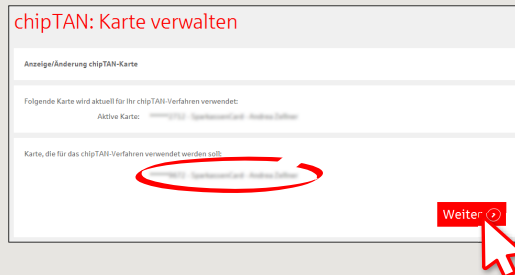 chipTAN: Karte verwalten
Anzeige/Änderung chipTAN-Karte
Folgende Karte wird aktuell für Ihr chipTAN-Verfahren verwendet:
Aktive Karte:
Karte, die für das chipTAN-Verfahren verwendet werden soll:
Weiter